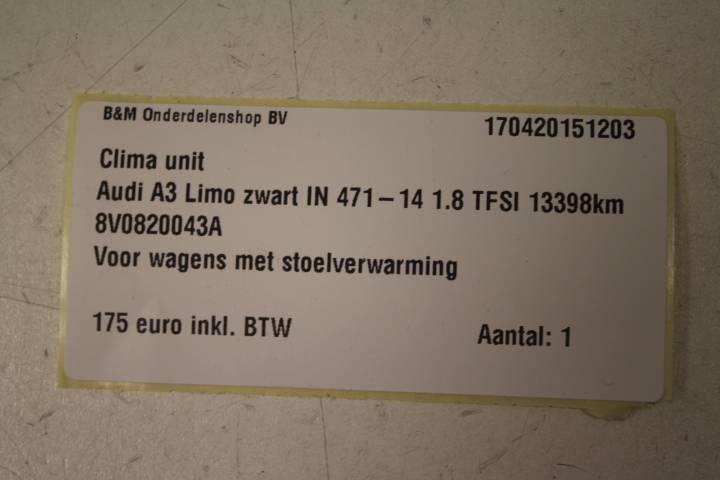 B&M Onderdelenshop BV 170420151203
Clima unit
Audi A3 Limo zwart IN 471-14 1.8 TFSI 13398km
8V0820043A
Voor wagens met stoelverwarming
175 euro inkl. BTW Aantal: 1